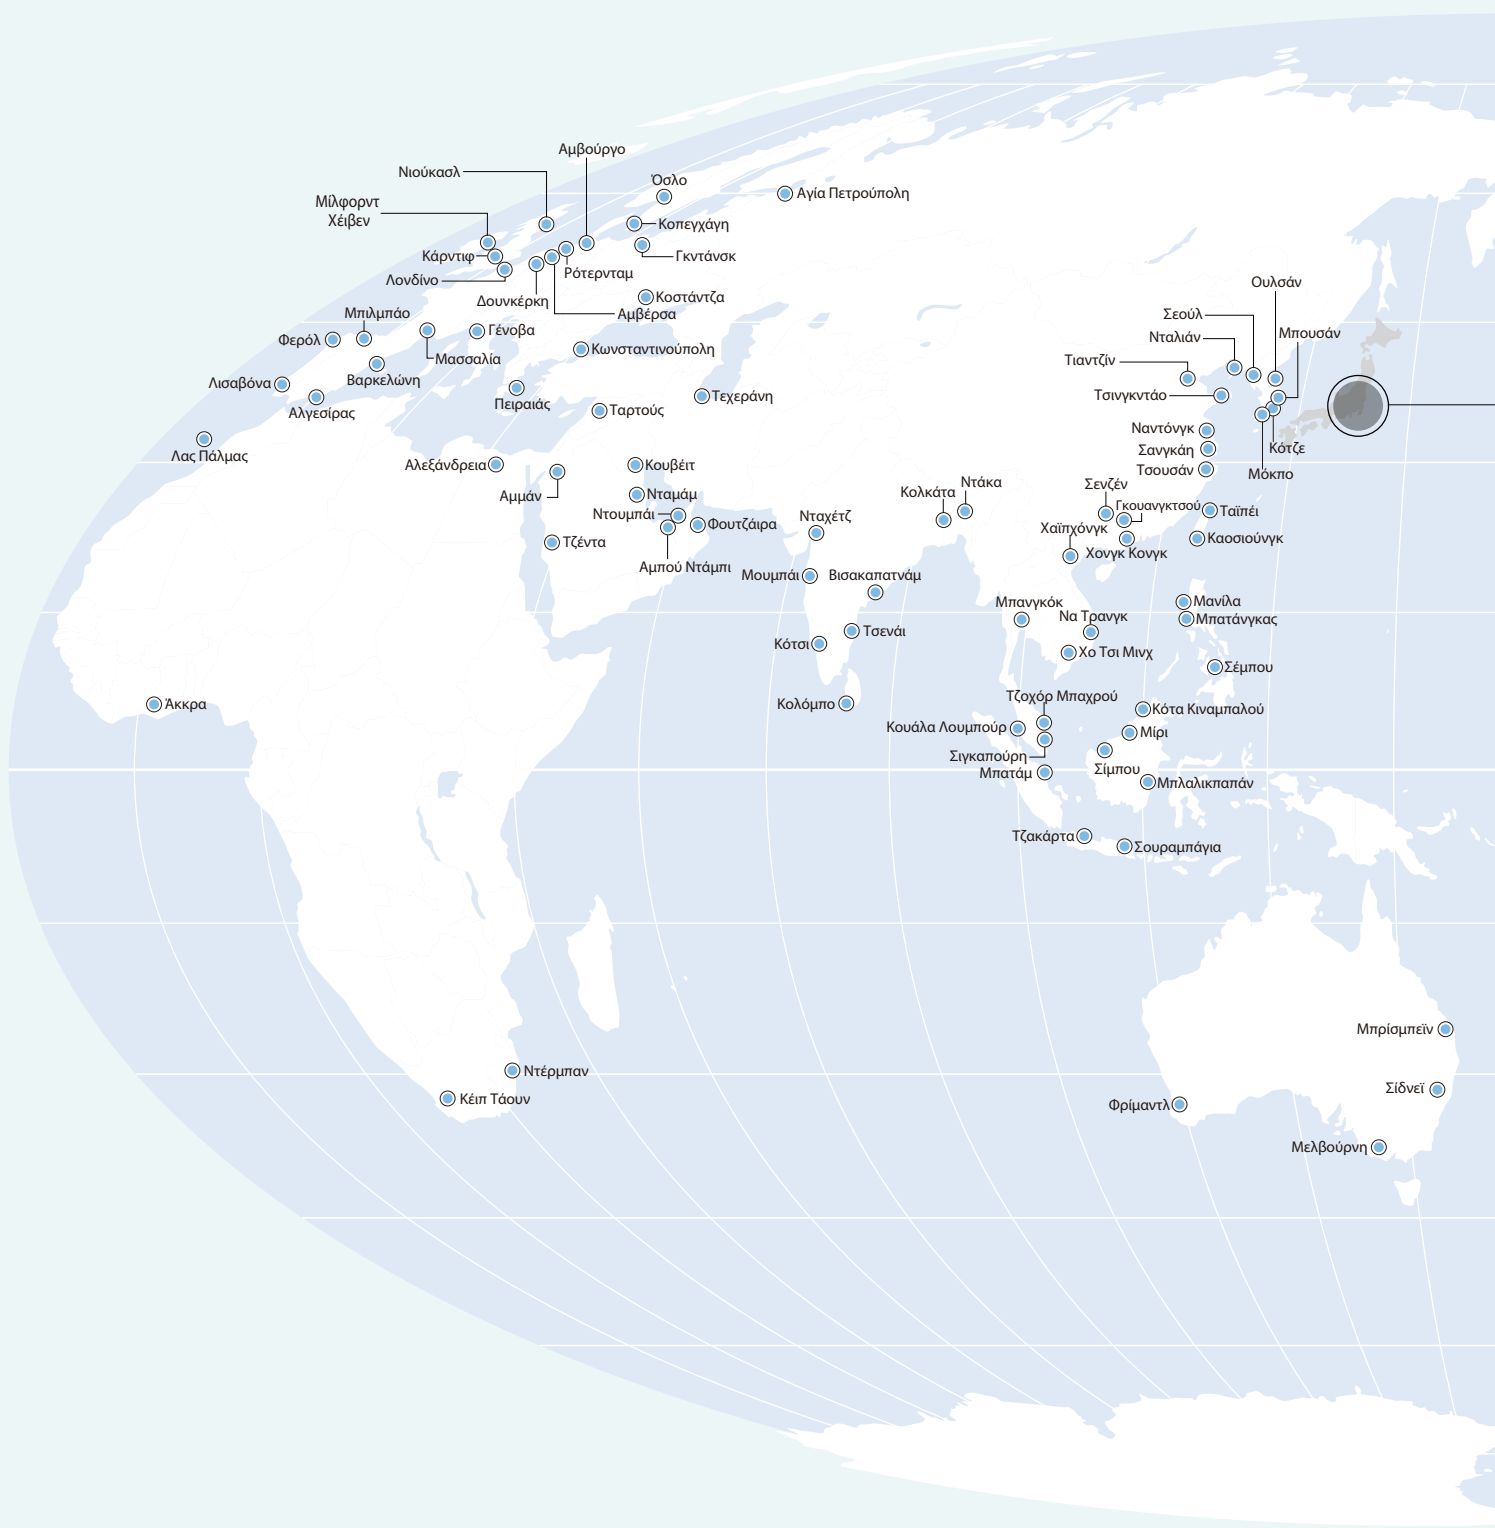 Αμβούργο
Νιούκασλ
Όσλο
Αγία Πετρούπολη
Μίλφορντ
Χέιβεν
Κοπεγχάγη
Κάρντιφ
Γκντάνσκ
Ρότερνταμ
Λονδίνο
Ουλσάν
Δουνκέρκη
Κοστάντζα
Αμβέρσα
Μπιλμπάο
Σεούλ
Γένοβα
Μπουσάν
Φερόλ
Νταλιάν
Κωνσταντινούπολη
Μασσαλία
Τιαντζίν
Βαρκελώνη
Λισαβόνα
Τσινγκντάο
Τεχεράνη
Πειραιάς
Ταρτούς
Αλγεσίρας
Ναντόνγκ
Κότζε
Σανγκάη
Λας Πάλμας
Αλεξάνδρεια
Κουβέιτ
Τσουσάν
Μόκπο
Ντάκα
Σενζέν
Κολκάτα
Αμμάν
Νταμάμ
Γκουανγκτσού
Ταϊπέι
Ντουμπάι
Νταχέτζ
Φουτζάιρα
Χαϊπχόνγκ
Καοσιούνγκ
Τζέντα
Χονγκ Κονγκ
Αμπού Ντάμπι
Μουμπάι
Βισακαπατνάμ
Μπανγκόκ
Μανίλα
Να Τρανγκ
Μπατάνγκας
Τσενάι
Κότσι
Χο Τσι Μινχ
Σέμπου
Τζοχόρ Μπαχρού
Άκκρα
Κολόμπο
Κότα Κιναμπαλού
Κουάλα Λουμπούρ
Μίρι
Σιγκαπούρη
Σίμπου
Μπατάμ
Μπλαλικπαπάν
Τζακάρτα
Σουραμπάγια
Μπρίσμπεϊν
Ντέρμπαν
Σίδνεϊ
Κέιπ Τάουν
Φρίμαντλ
Μελβούρνη